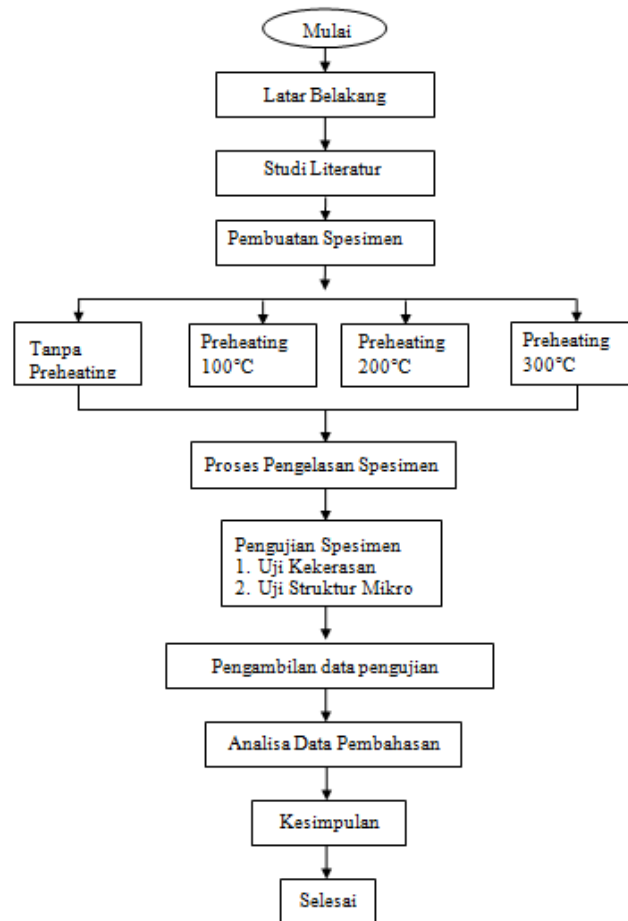 Mulai
Latar Belakang
Studi Literatur
Pembuatan Spesimen
Tanpa
Preheating
Preheating
100°C
Preheating
200°C
Preheating
300°C
Proses Pengelasan Spesimen
Pengujian Spesimen
1. Uji Kekerasan
2. Uji Struktur Mikro
Pengambilan data pengujian
Analisa Data Pembahasan
Kesimpulan
Selesai